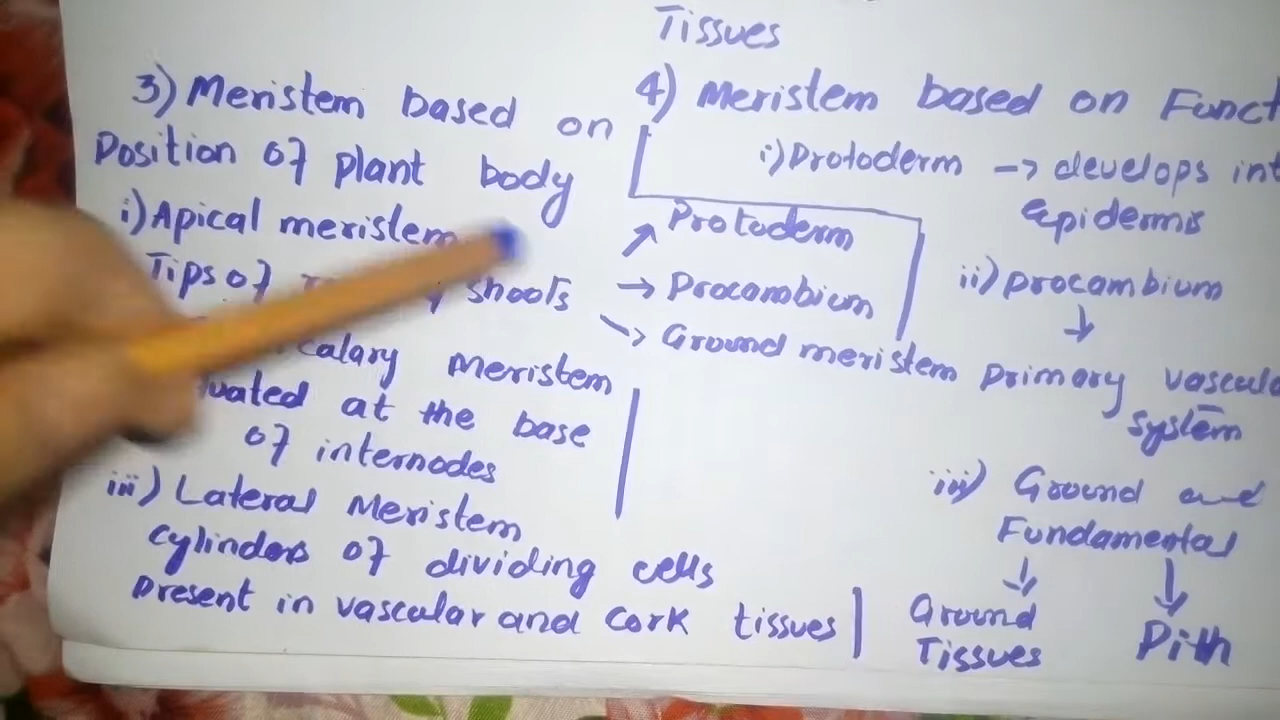 Tissues
3) Meristem based on
Position of plant body
i) Apical meristem
Tips of shoots
calary Meristem
uated at the base
of internodes
iii) Lateral Meristem
cylinders of dividing cells
Present in vascular and cork tissues
→ Protoderm
→ Procambium
→ Ground meristem
4) Meristem based on Funct
i) Protoderm → develops int
epidermis
ii) procambium
↓
primary vascula
system
iii) Ground and
Fundamental
↓ ↓
Ground Pith
Tissues